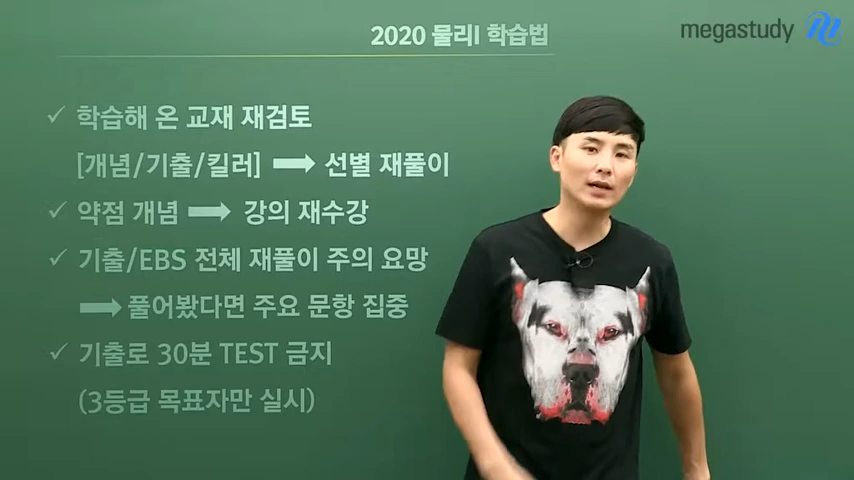 2020 물리I 학습법
megastudy
✓ 학습해 온 교재 재검토
[개념/기출/킬러] ➡ 선별 재풀이
✓ 약점 개념 ➡ 강의 재수강
✓ 기출/EBS 전체 재풀이 주의 요망
➡ 풀어봤다면 주요 문항 집중
✓ 기출로 30분 TEST 금지
(3등급 목표자만 실시)